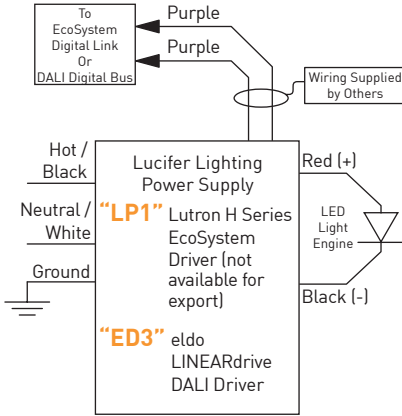 To
EcoSystem
Digital Link
Or
DALI Digital Bus
Purple
Purple
Wiring Supplied
by Others
Hot /
Black
Neutral /
White
Ground
Lucifer Lighting
Power Supply
“LP1” Lutron H Series
EcoSystem
Driver (not
available for
export)
“ED3” eldo
LINEARdrive
DALI Driver
Red (+)
LED
Light
Engine
Black (-)